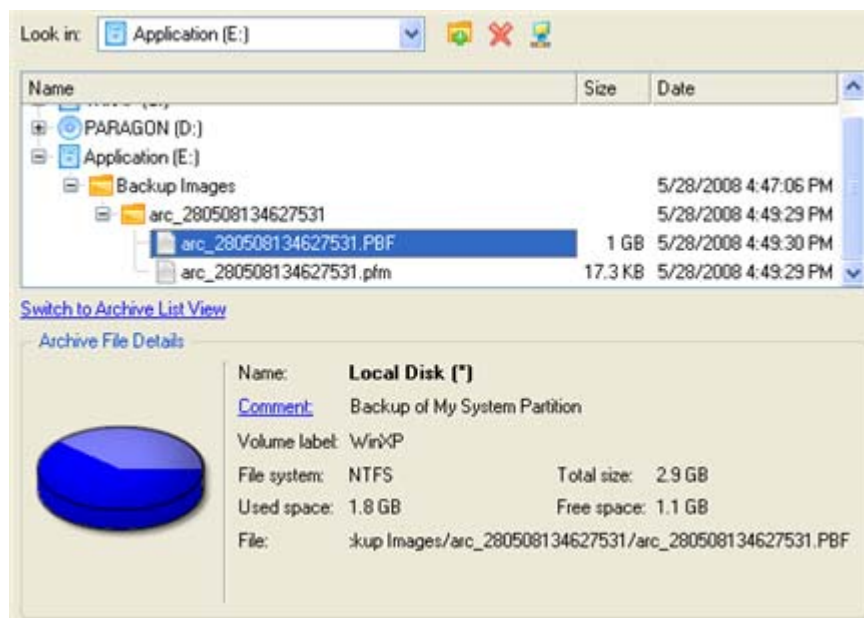 Look in: Application (E:)
Name Size Date
PARAGON (D:)
Application (E:)
Backup Images 5/28/2008 4:47:06 PM
arc_280508134627531 5/28/2008 4:49:29 PM
arc_280508134627531.PBF 1 GB 5/28/2008 4:49:30 PM
arc_280508134627531.pfm 17.3 KB 5/28/2008 4:49:29 PM
Switch to Archive List View
Archive File Details
Name: Local Disk (*)
Comment: Backup of My System Partition
Volume label: WinXP
File system: NTFS Total size: 2.9 GB
Used space: 1.8 GB Free space: 1.1 GB
File: :kup Images/arc_280508134627531/arc_280508134627531.PBF